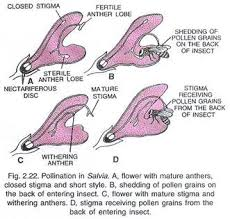 CLOSED STIGMA
FERTILE
ANTHER LOBE
SHEDDING OF
POLLEN GRAINS
ON THE BACK
OF INSECT
A
STERILE
ANTHER LOBE
NECTARIFEROUS
DISC
B
MATURE
STIGMA
STIGMA
RECEIVING
POLLEN GRAINS
FROM THE BACK
OF INSECT
C
WITHERING
ANTHER
D
Fig. 2.22. Pollination in Salvia. A, flower with mature anthers,
closed stigma and short style. B, shedding of pollen grains on
the back of entering insect. C, flower with mature stigma and
withering anthers. D, stigma receiving pollen grains from the
back of entering insect.